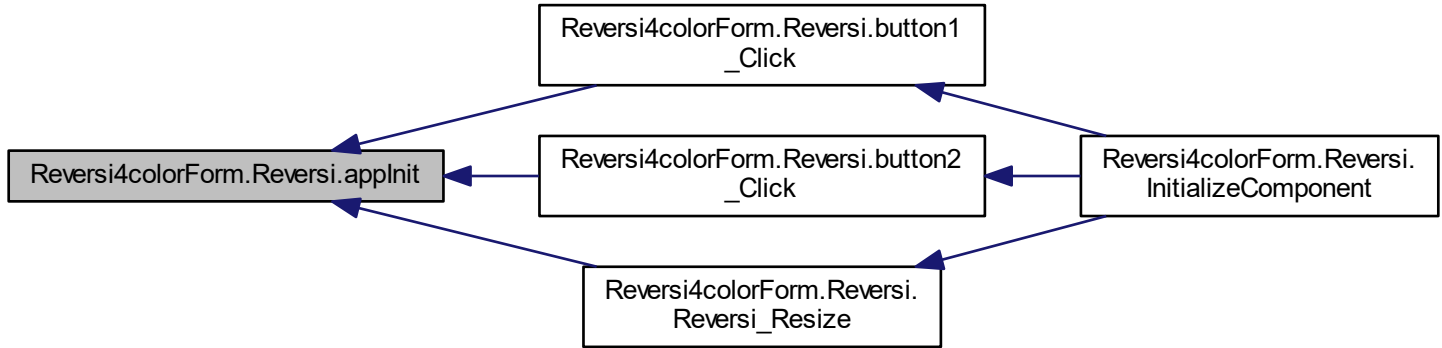 Reversi4colorForm.Reversi.button1
_Click
Reversi4colorForm.Reversi.appInit
Reversi4colorForm.Reversi.button2
_Click
Reversi4colorForm.Reversi.
InitializeComponent
Reversi4colorForm.Reversi.
Reversi_Resize